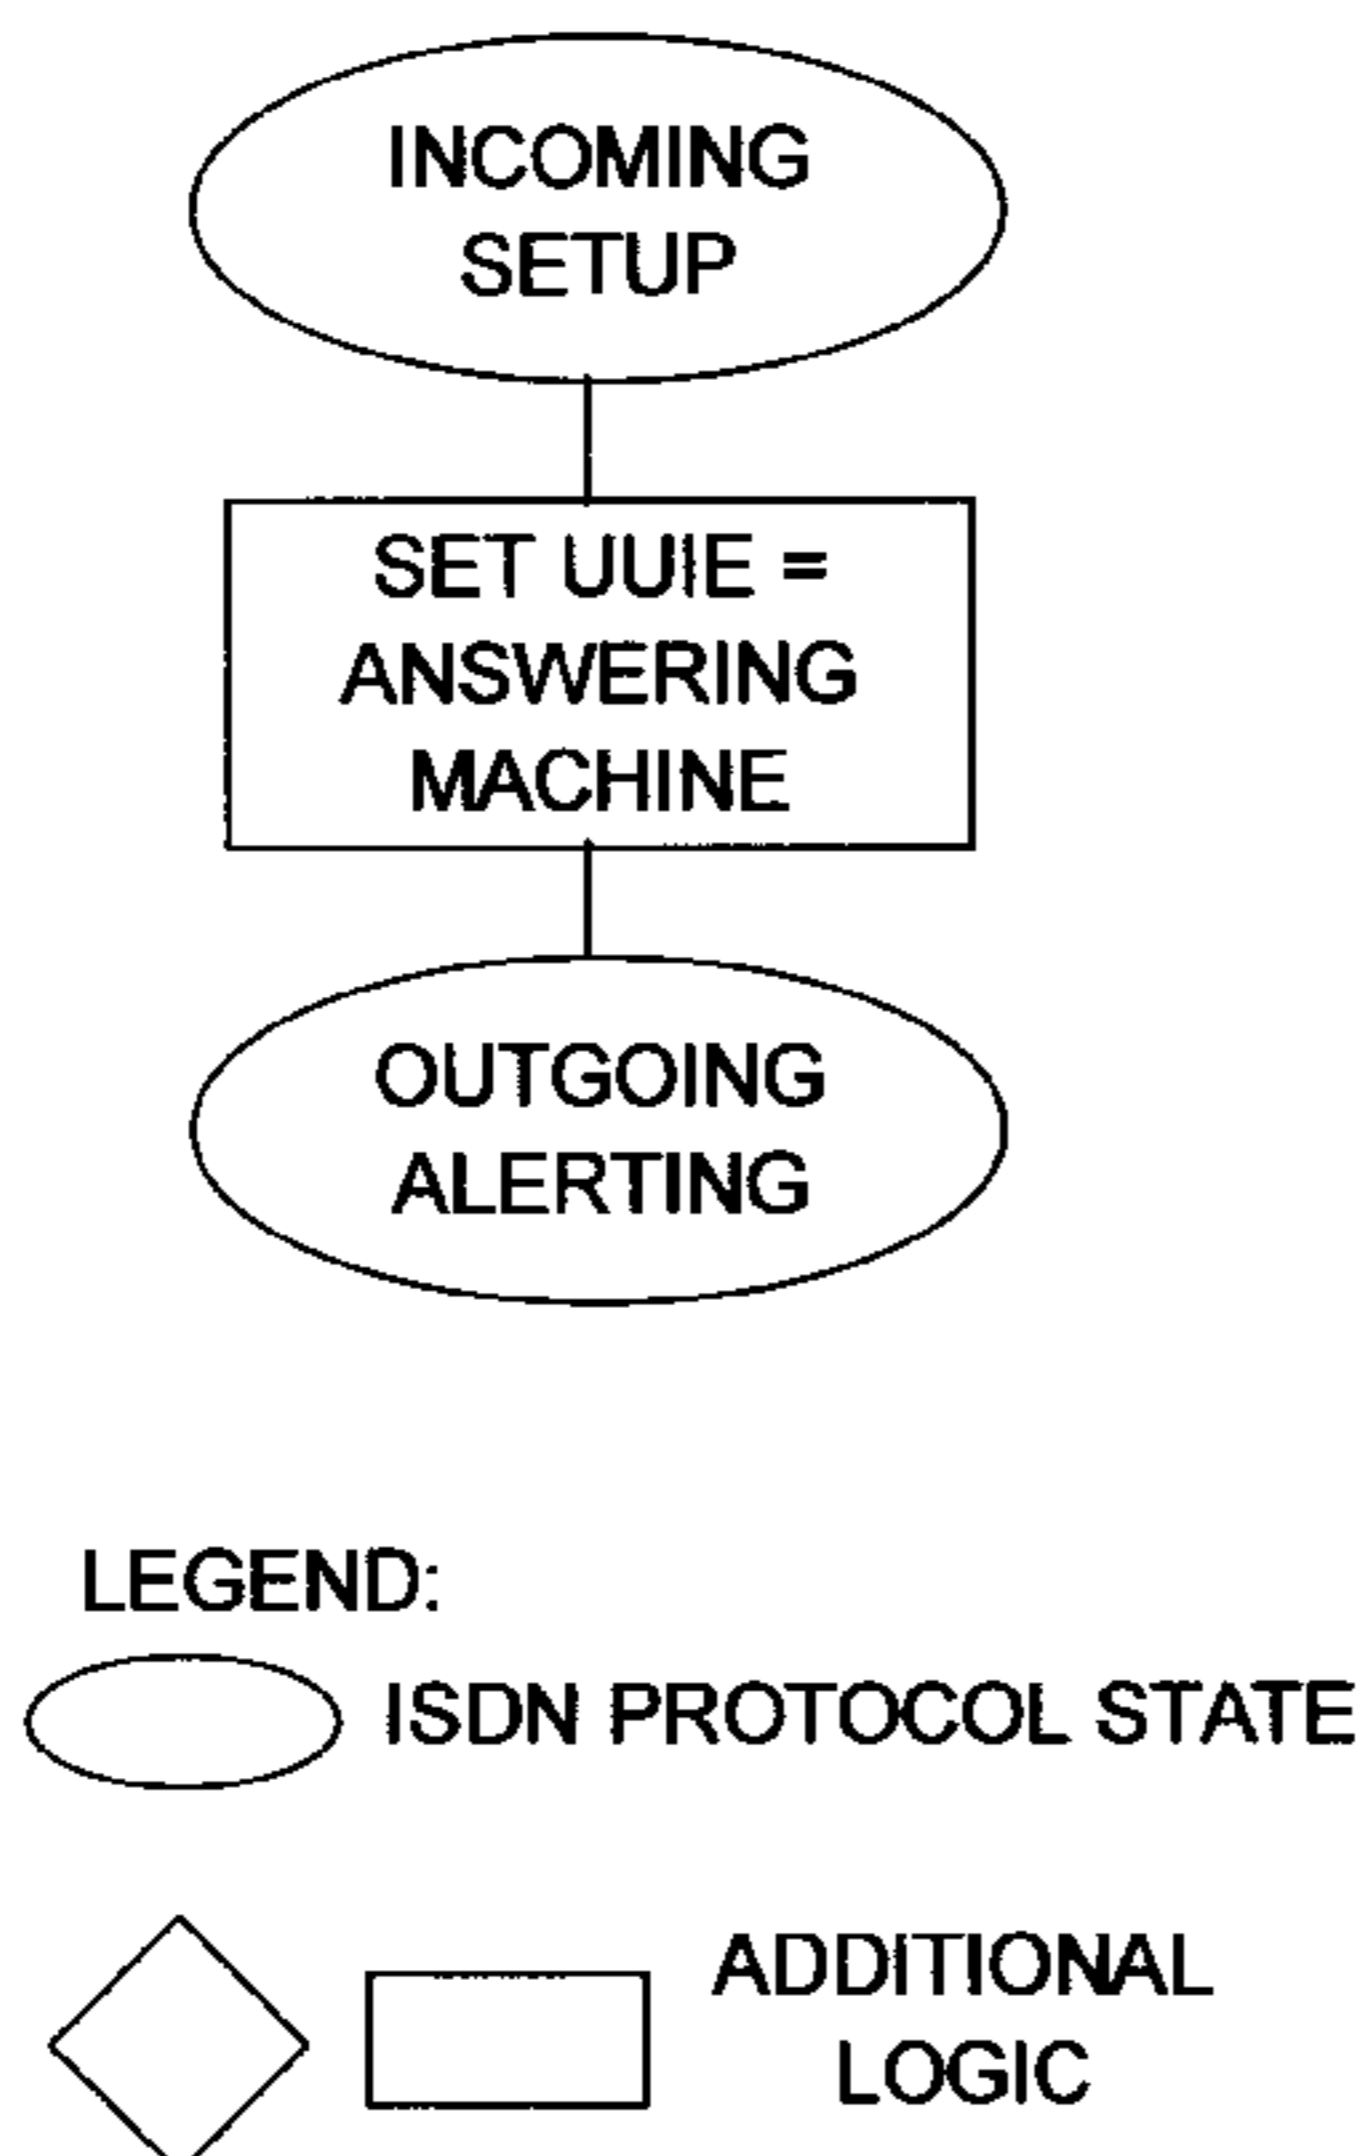 INCOMING
SETUP
SET UUIE =
ANSWERING
MACHINE
OUTGOING
ALERTING
LEGEND:
ISDN PROTOCOL STATE
ADDITIONAL
LOGIC